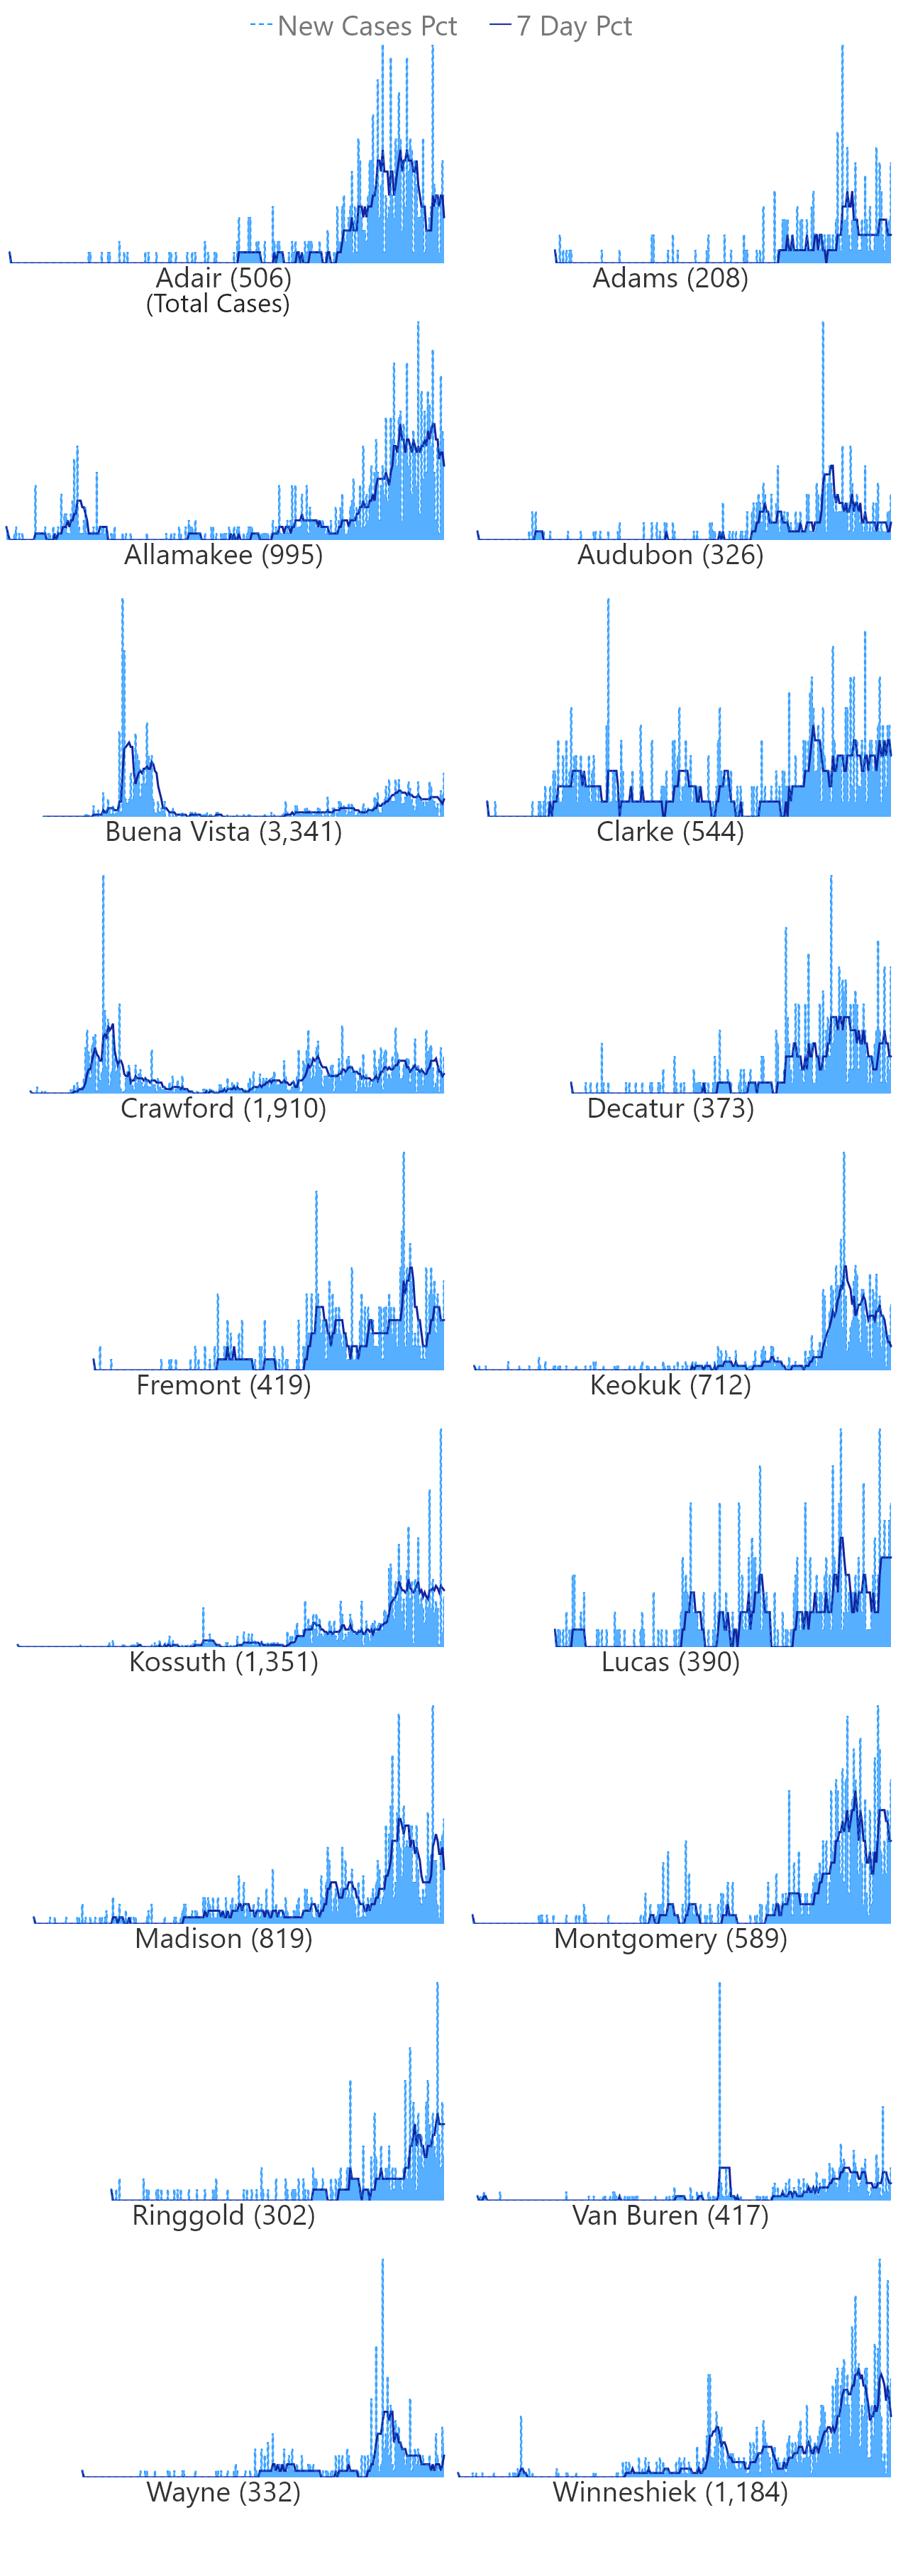 New Cases Pct 7 Day Pct
Adair (506)
(Total Cases)
Adams (208)
Allamakee (995)
Audubon (326)
Buena Vista (3,341)
Clarke (544)
Crawford (1,910)
Decatur (373)
Fremont (419)
Keokuk (712)
Kossuth (1,351)
Lucas (390)
Madison (819)
Montgomery (589)
Ringgold (302)
Van Buren (417)
Wayne (332)
Winneshiek (1,184)